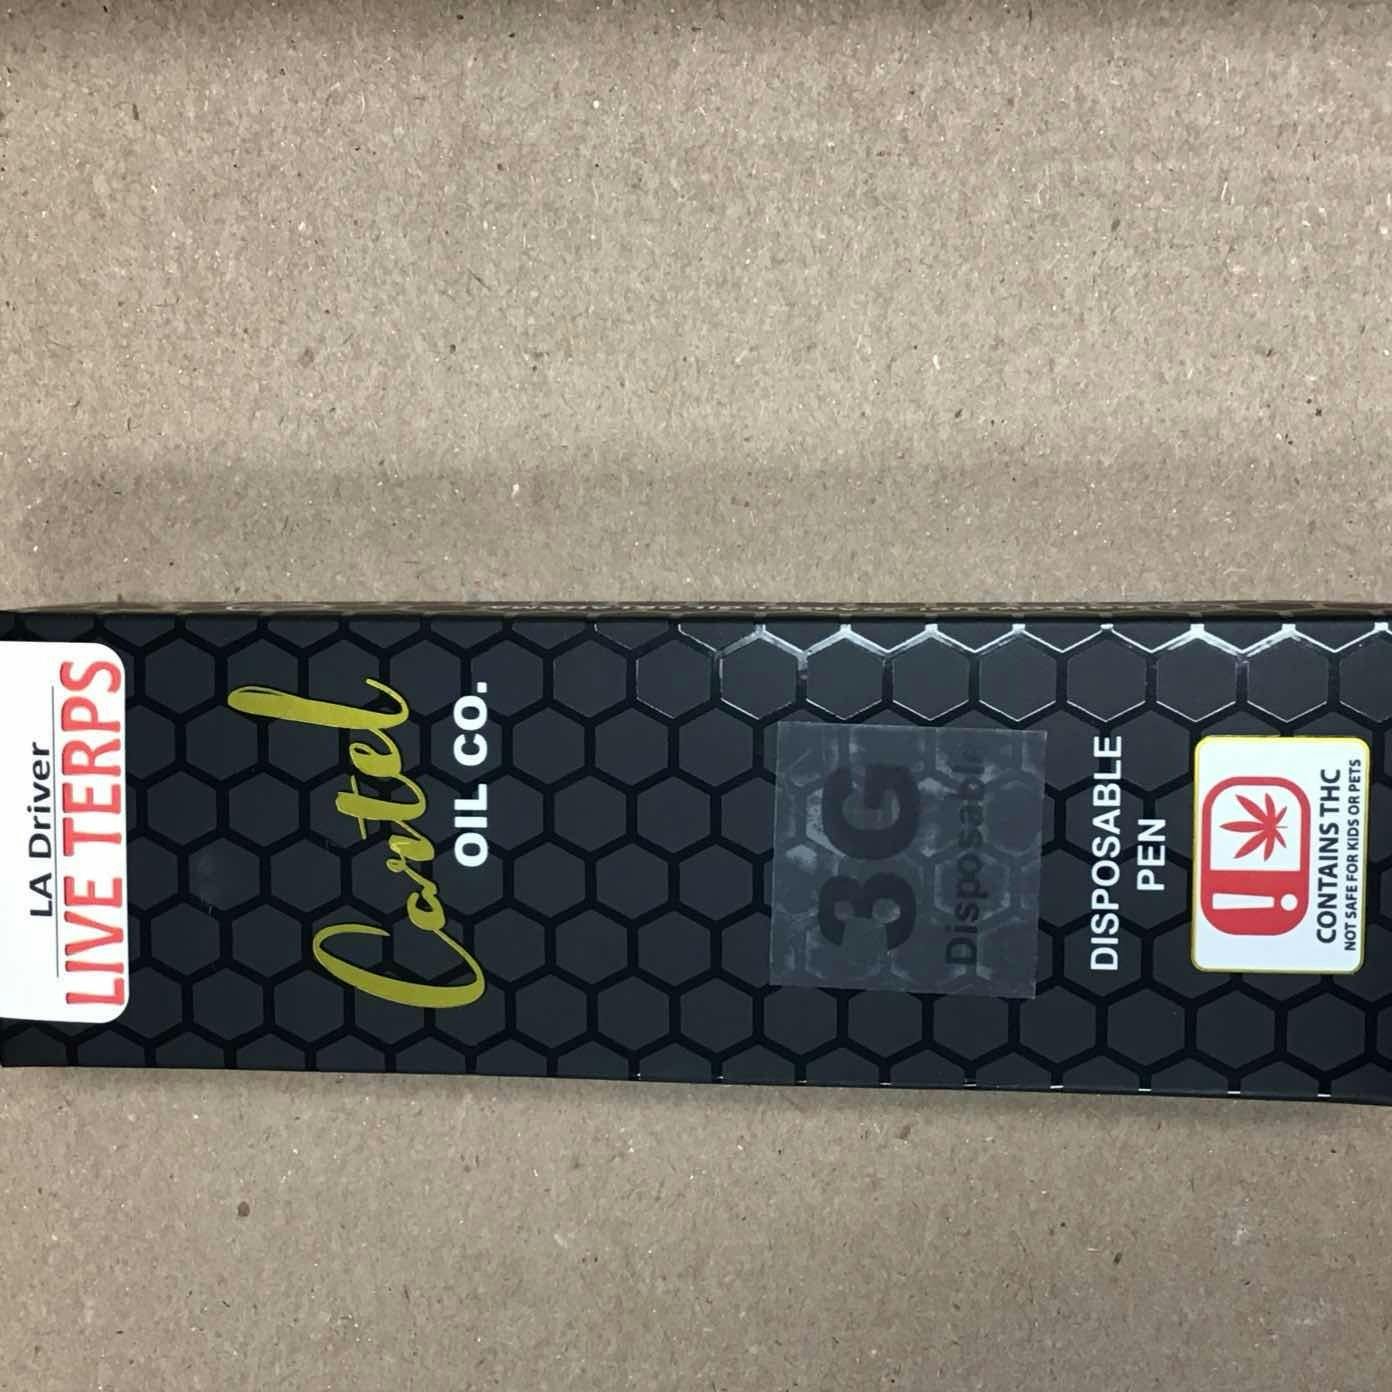 LA Driver
LIVE TERPS
Cartel
OIL CO.
3G
Disposable
DISPOSABLE
PEN
!
CONTAINS THC
NOT SAFE FOR KIDS OR PETS